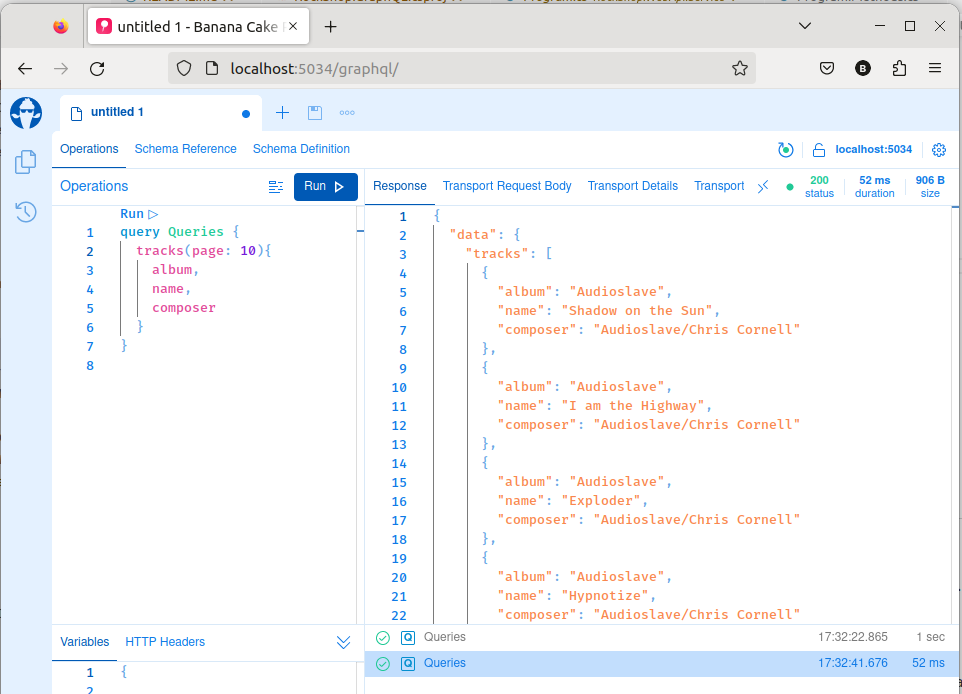 untitled 1 - Banana Cake
localhost:5034/graphql/
B
untitled 1
Operations Schema Reference Schema Definition
localhost:5034
Operations
Run
Response Transport Request Body Transport Details Transport
200 status
52 ms duration
906 B size
Run
1 query Queries {
2 tracks(page: 10){
3 album,
4 name,
5 composer
6 }
7 }
8
1 {
2 "data": {
3 "tracks": [
4 {
5 "album": "Audioslave",
6 "name": "Shadow on the Sun",
7 "composer": "Audioslave/Chris Cornell"
8 },
9 {
10 "album": "Audioslave",
11 "name": "I am the Highway",
12 "composer": "Audioslave/Chris Cornell"
13 },
14 {
15 "album": "Audioslave",
16 "name": "Exploder",
17 "composer": "Audioslave/Chris Cornell"
18 },
19 {
20 "album": "Audioslave",
21 "name": "Hypnotize",
22 "composer": "Audioslave/Chris Cornell"
Variables HTTP Headers
1 {
2
Q Queries 17:32:22.865 1 sec
Q Queries 17:32:41.676 52 ms